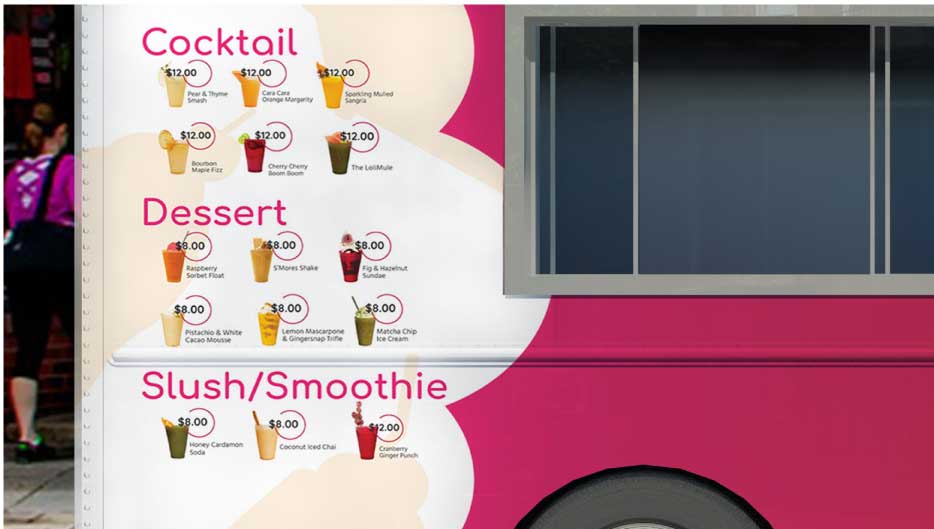 Cocktail
$12.00 $12.00 $12.00
Pear & Thyme
Smash
Cara Cara
Orange Margarity
Sparkling Mulled
Sangria
$12.00 $12.00 $12.00
Bourbon
Maple Fizz
Cherry Cherry
Boom Boom
The LoliMule
Dessert
$8.00 $8.00 $8.00
Raspberry
Sorbet Float
S'Mores Shake
Fig & Hazelnut
Sundae
$8.00 $8.00 $8.00
Pistachio & White
Cacao Mousse
Lemon Mascarpone
& Gingersnap Trifle
Matcha Chip
Ice Cream
Slush/Smoothie
$8.00 $8.00 $12.00
Honey Cardamon
Soda
Coconut Iced Chai
Cranberry
Ginger Punch